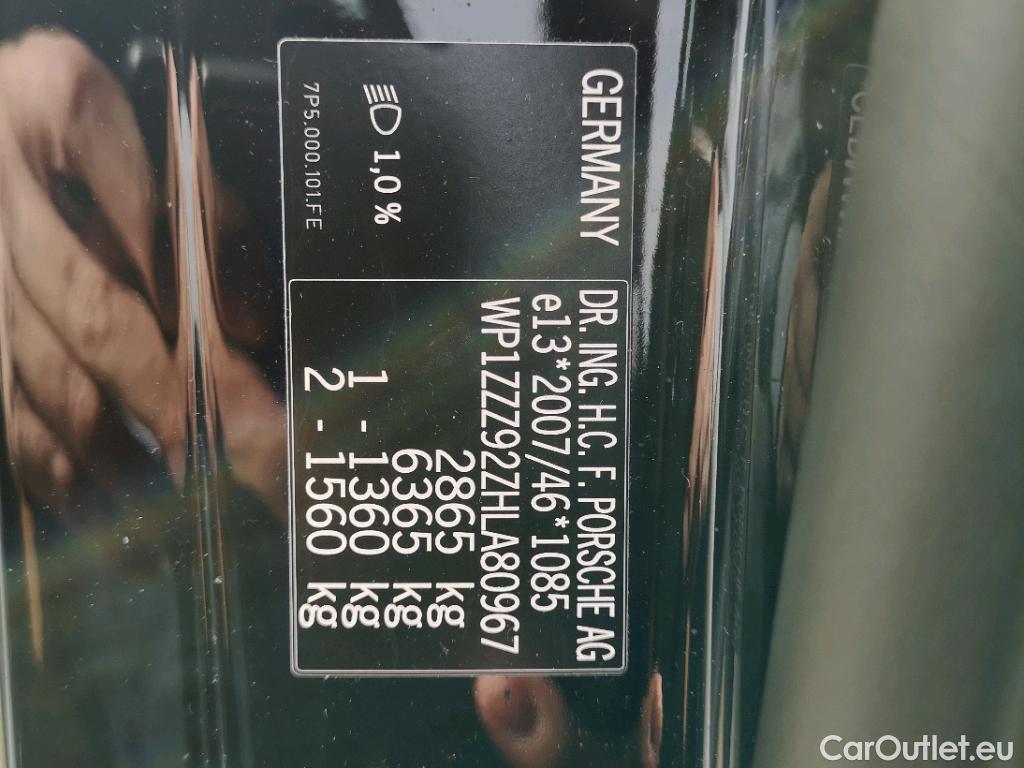 GERMANY
DR. ING. H.C. F. PORSCHE AG
e13*2007/46*1085
WP1ZZZ92ZHLA80967
2865 kg
6365 kg
1 - 1360 kg
2 - 1560 kg
1,0 %
7P5.000.101.FE
CarOutlet.eu